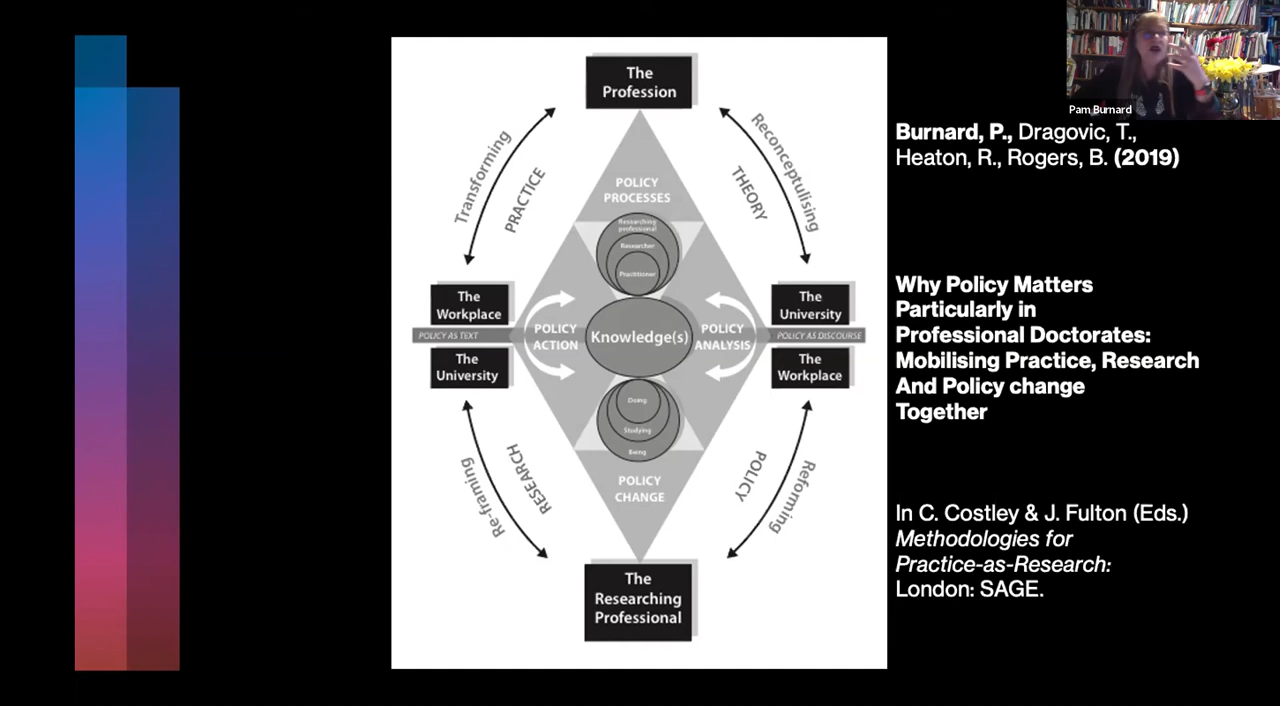 The
Profession
Transforming
PRACTICE
Reconceptulising
THEORY
POLICY
PROCESSES
Researching
professional
Researcher
Practitioner
The
Workplace
POLICY AS TEXT
The
University
POLICY
ACTION
Knowledge(s)
POLICY
ANALYSIS
The
University
POLICY AS DISCOURSE
The
Workplace
Doing
Studying
Being
POLICY
CHANGE
Re-framing
RESEARCH
POLICY
Reforming
The
Researching
Professional
Pam Burnard
Burnard, P., Dragovic, T.,
Heaton, R., Rogers, B. (2019)
Why Policy Matters
Particularly in
Professional Doctorates:
Mobilising Practice, Research
And Policy change
Together
In C. Costley & J. Fulton (Eds.)
Methodologies for
Practice-as-Research:
London: SAGE.